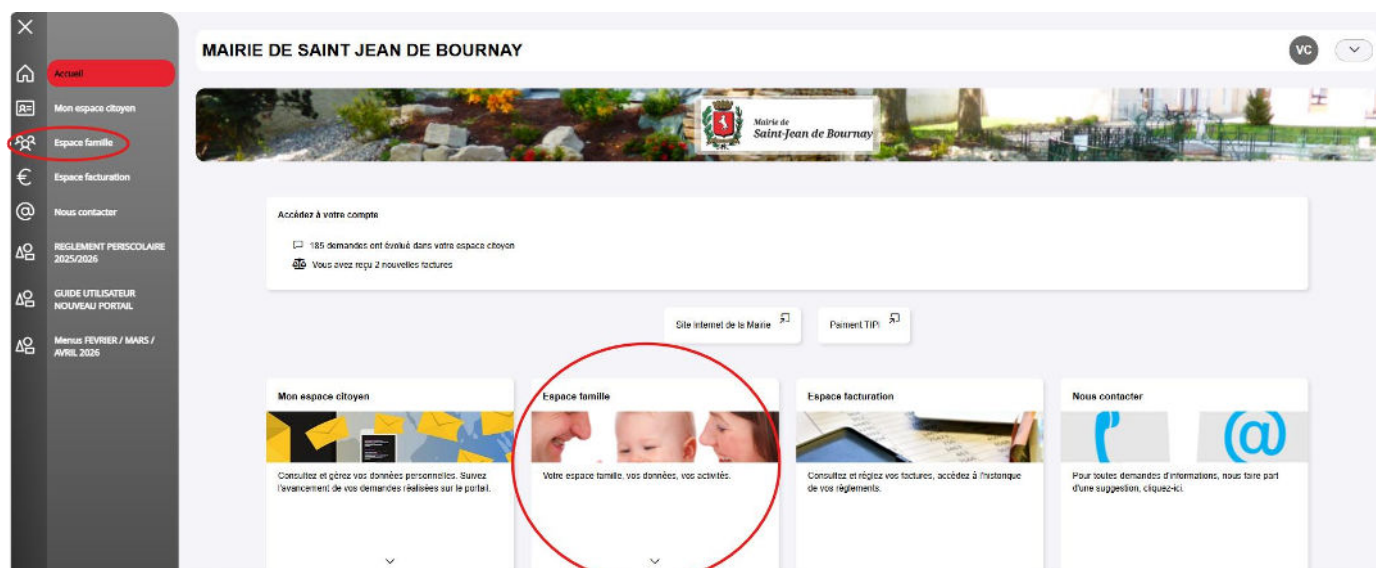 MAIRIE DE SAINT JEAN DE BOURNAY
VC
Accueil
Mon espace citoyen
Espace famille
Espace facturation
Nous contacter
REGLEMENT PERISCOLAIRE
2025/2026
GUIDE UTILISATEUR
NOUVEAU PORTAIL
Menus FEVRIER / MARS /
AVRIL 2026
Mairie de
Saint-Jean de Bournay
Accédez à votre compte
185 demandes ont évolué dans votre espace citoyen
Vous avez reçu 2 nouvelles factures
Site Internet de la Mairie
Paiment TIPI
Mon espace citoyen
Consultez et gérez vos données personnelles. Suivez
l'avancement de vos demandes réalisées sur le portail.
Espace famille
Votre espace famille, vos données, vos activités.
Espace facturation
Consultez et réglez vos factures, accédez à l'historique
de vos règlements.
Nous contacter
Pour toutes demandes d'informations, nous faire part
d'une suggestion, cliquez-ici.